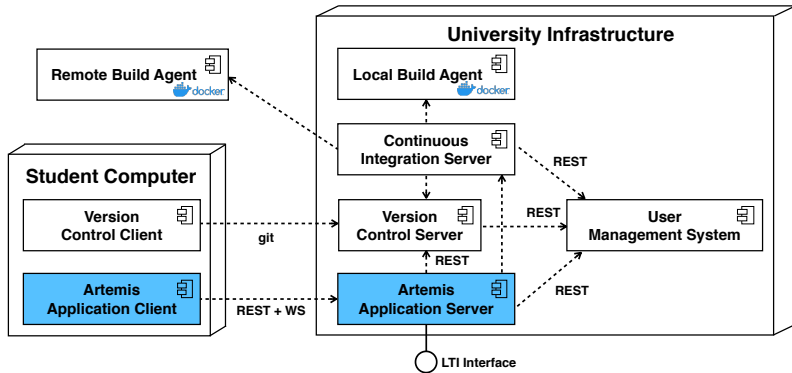 University Infrastructure
Remote Build Agent
docker
Local Build Agent
docker
Continuous
Integration Server
REST
Student Computer
Version
Control Client
git
Version
Control Server
REST
User
Management System
REST
Artemis
Application Client
REST + WS
Artemis
Application Server
REST
LTI Interface